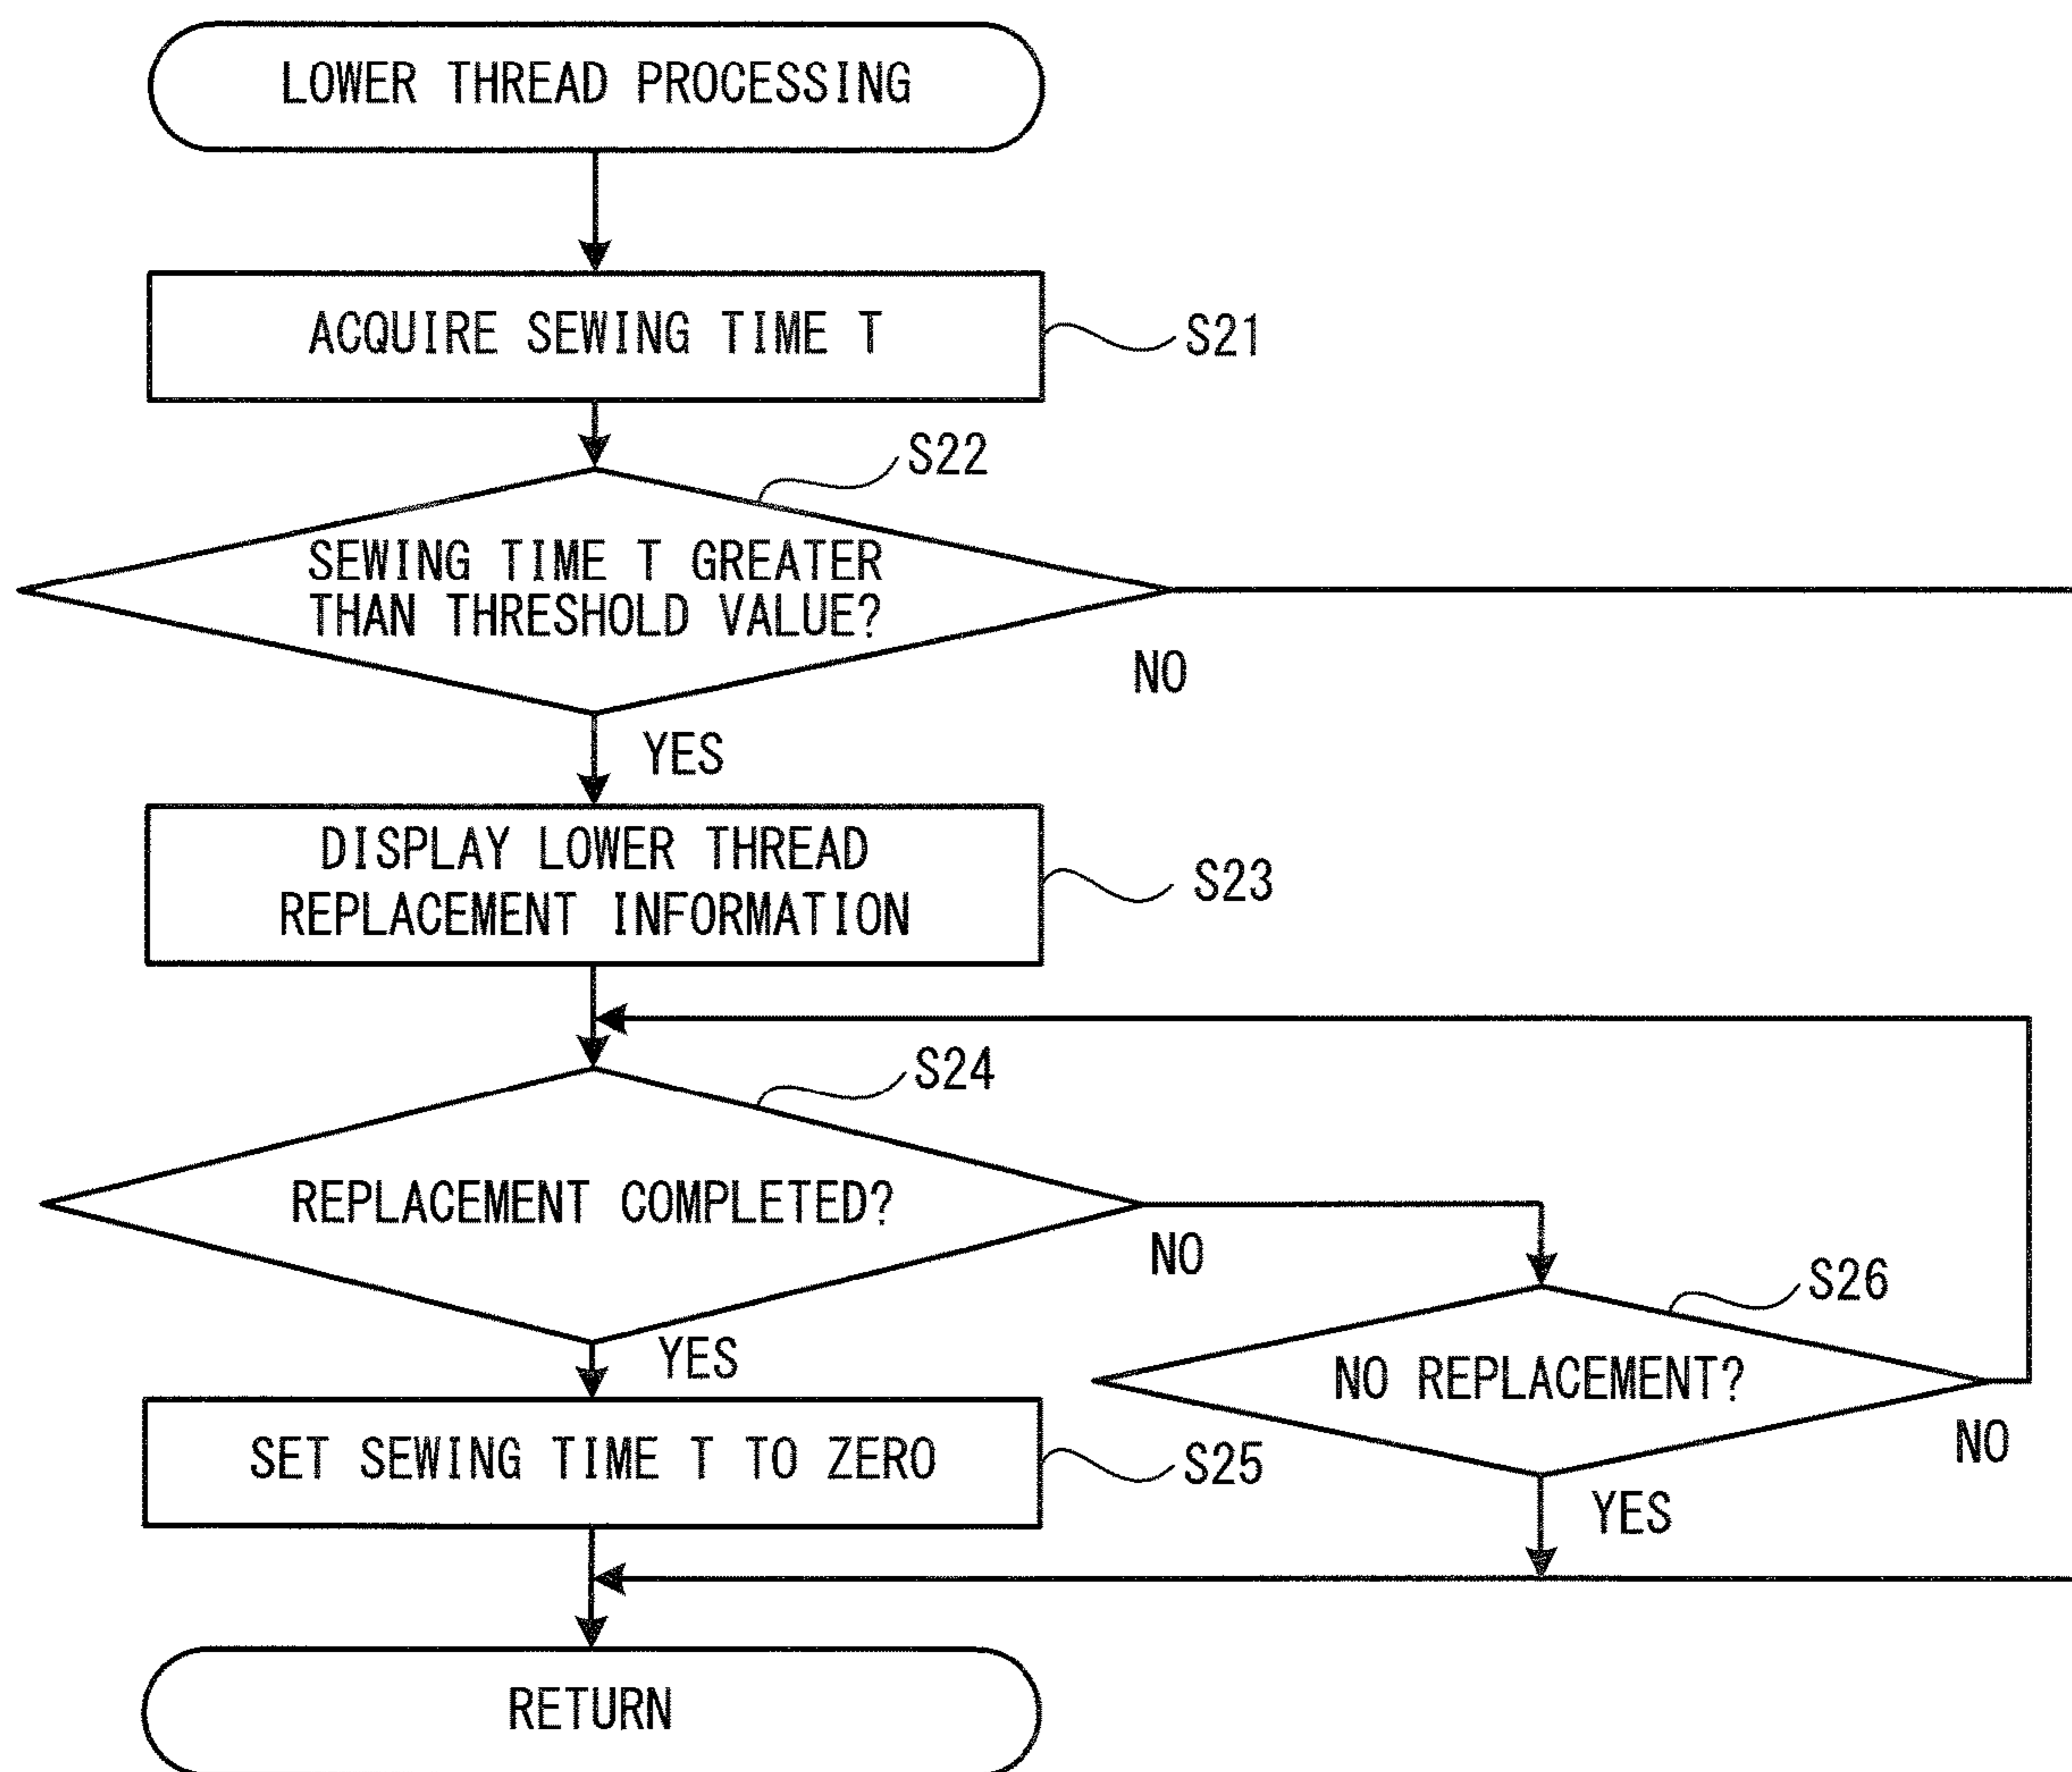 LOWER THREAD PROCESSING
ACQUIRE SEWING TIME T
S21
S22
SEWING TIME T GREATER
THAN THRESHOLD VALUE?
NO
YES
DISPLAY LOWER THREAD
REPLACEMENT INFORMATION
S23
S24
REPLACEMENT COMPLETED?
NO
S26
YES
NO REPLACEMENT?
NO
SET SEWING TIME T TO ZERO
S25
YES
RETURN